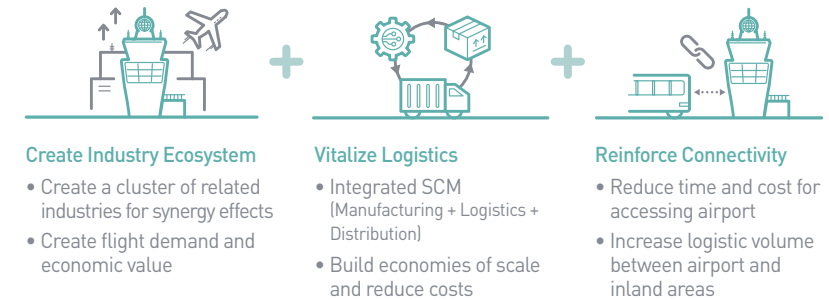 Create Industry Ecosystem
• Create a cluster of related
industries for synergy effects
• Create flight demand and
economic value
Vitalize Logistics
• Integrated SCM
(Manufacturing + Logistics +
Distribution)
• Build economies of scale
and reduce costs
Reinforce Connectivity
• Reduce time and cost for
accessing airport
• Increase logistic volume
between airport and
inland areas